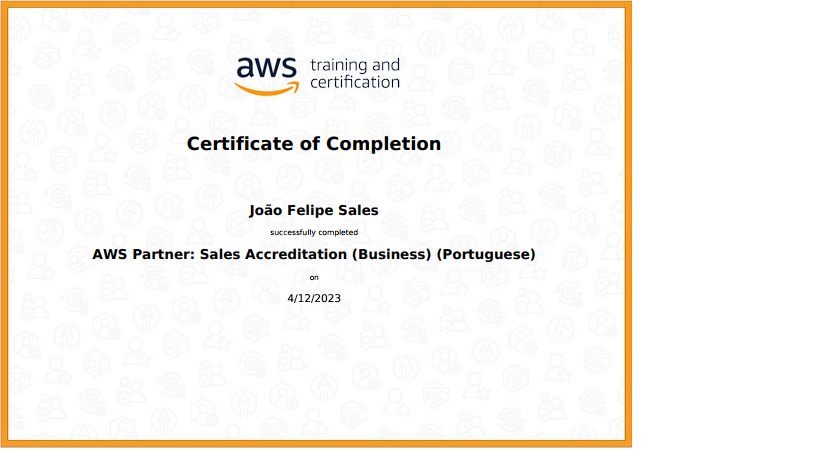 aws training and
certification
Certificate of Completion
João Felipe Sales
successfully completed
AWS Partner: Sales Accreditation (Business) (Portuguese)
on
4/12/2023